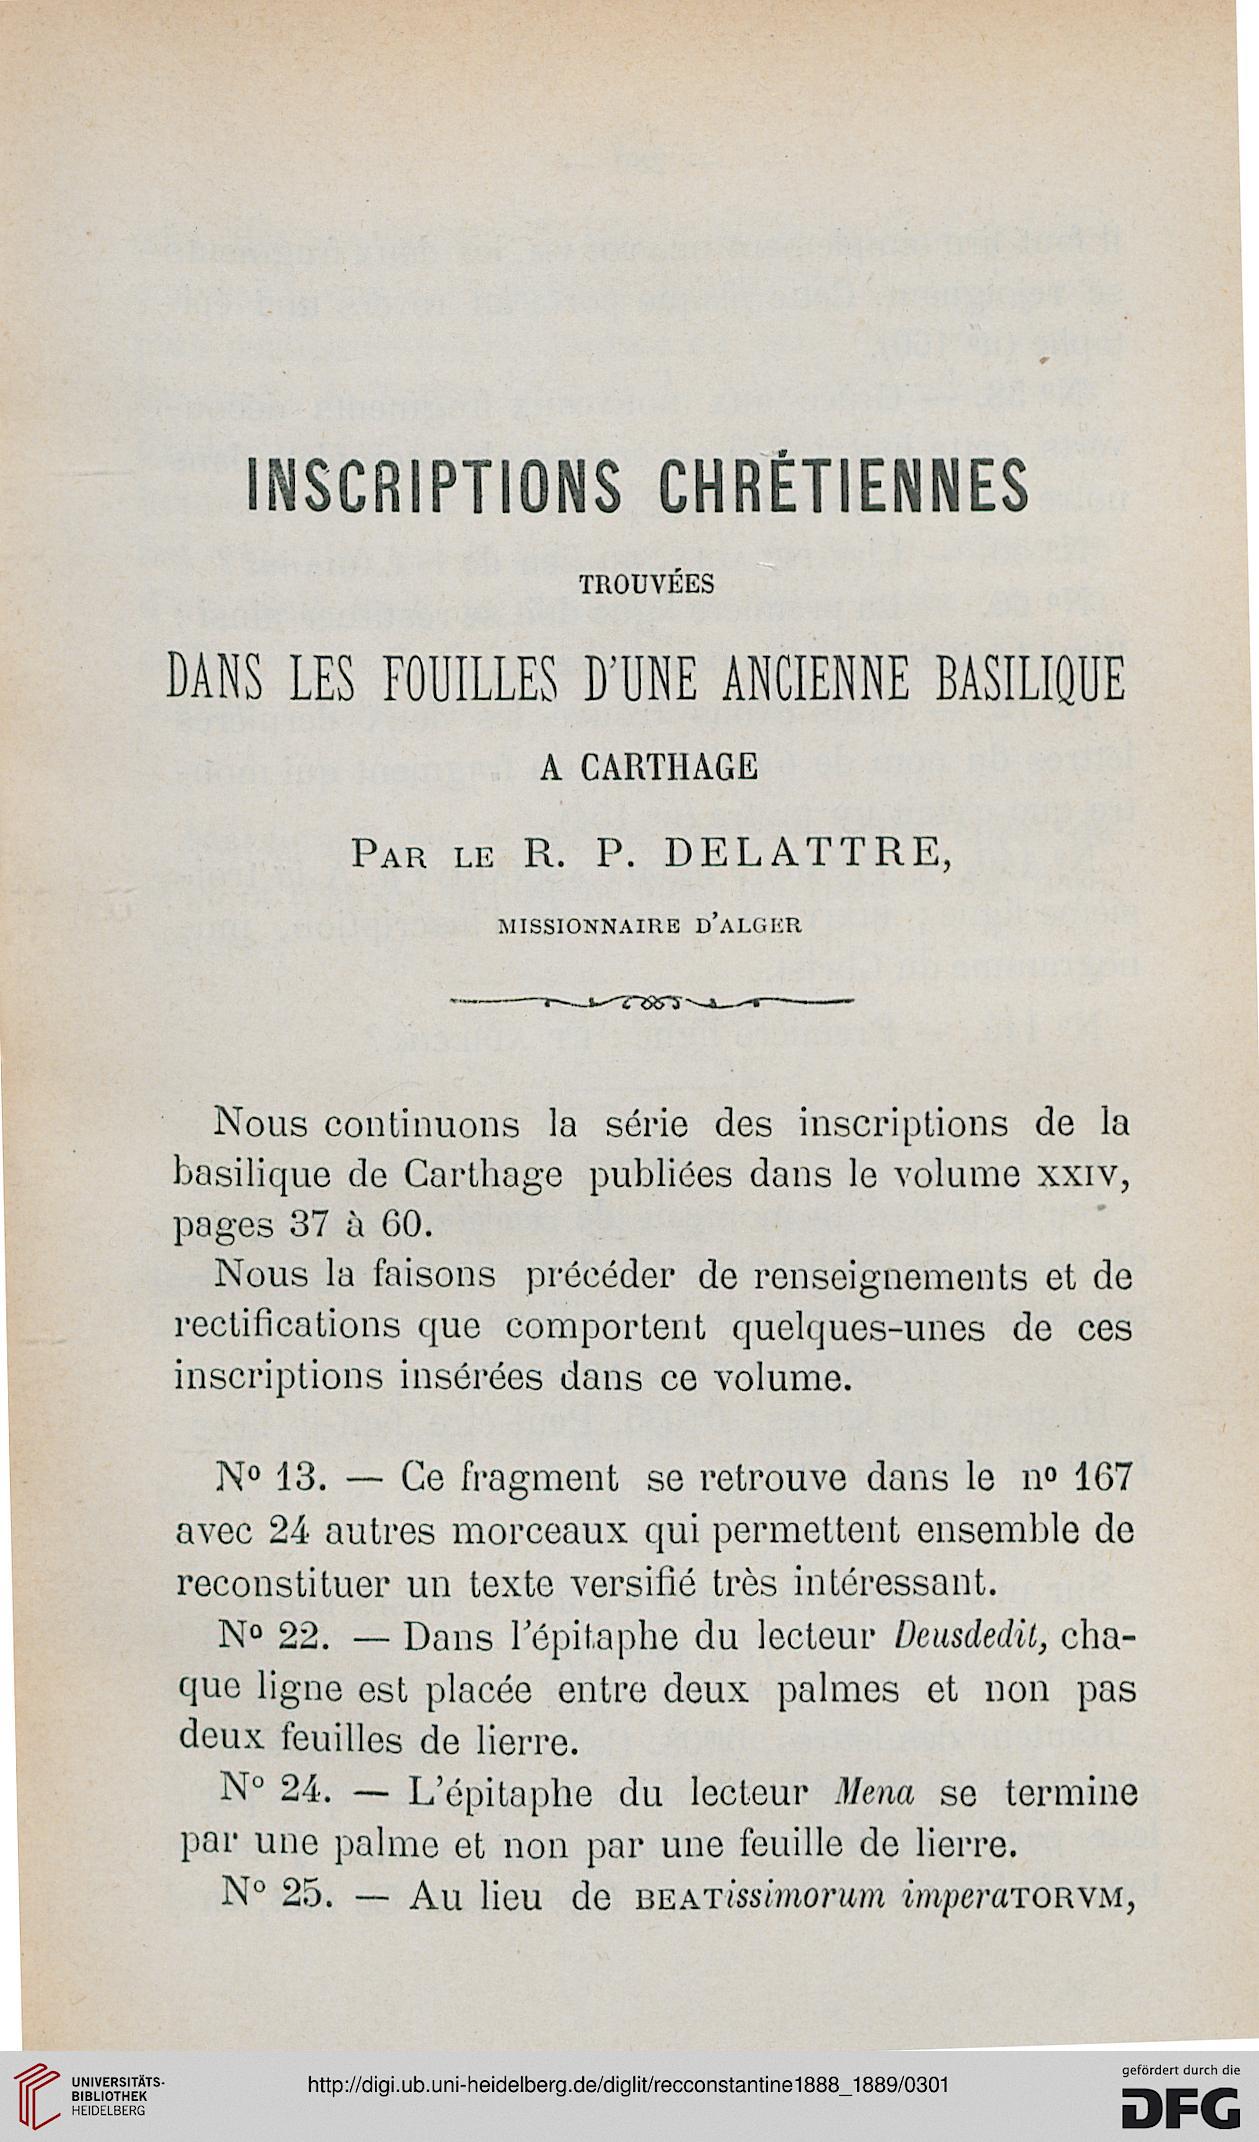 INSCRIPTIONS CHRÉTIENNES
TROUVÉES
DANS LES FOUILLES D'UNE ANCIENNE BASILIQUE
A CARTHAGE
PAR LE R. P. DELATTRE,
MISSIONNAIRE D'ALGER
Nous continuons la série des inscriptions de la
basilique de Carthage publiées dans le volume XXIV,
pages 37 à 60.
Nous la faisons précéder de renseignements et de
rectifications que comportent quelques-unes de ces
inscriptions insérées dans ce volume.
Nº 13. — Ce fragment se retrouve dans le nº 167
avec 24 autres morceaux qui permettent ensemble de
reconstituer un texte versifié très intéressant.
Nº 22. — Dans l'épitaphe du lecteur Deusdedit, cha-
que ligne est placée entre deux palmes et non pas
deux feuilles de lierre.
N° 24. — L'épitaphe du lecteur Mena se termine
par une palme et non par une feuille de lierre.
N° 25. — Au lieu de BEATissimorum imperaTORVM,
UNIVERSITÄTS-
BIBLIOTHEK
HEIDELBERG
http://digi.ub.uni-heidelberg.de/diglit/recconstantine1888_1889/0301
gefördert durch die
DFG